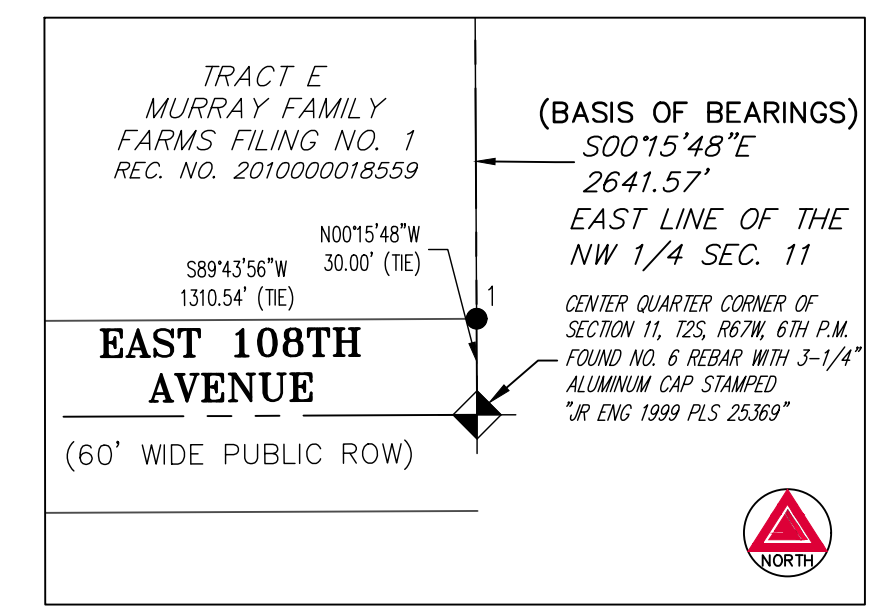 TRACT E
MURRAY FAMILY
FARMS FILING NO. 1
REC. NO. 2010000018559
(BASIS OF BEARINGS)
S00°15'48"E
2641.57'
EAST LINE OF THE
NW 1/4 SEC. 11
N00°15'48"W
30.00' (TIE)
S89°43'56"W
1310.54' (TIE)
1
CENTER QUARTER CORNER OF
SECTION 11, T2S, R67W, 6TH P.M.
FOUND NO. 6 REBAR WITH 3-1/4"
ALUMINUM CAP STAMPED
"JR ENG 1999 PLS 25369"
EAST 108TH
AVENUE
(60' WIDE PUBLIC ROW)
NORTH